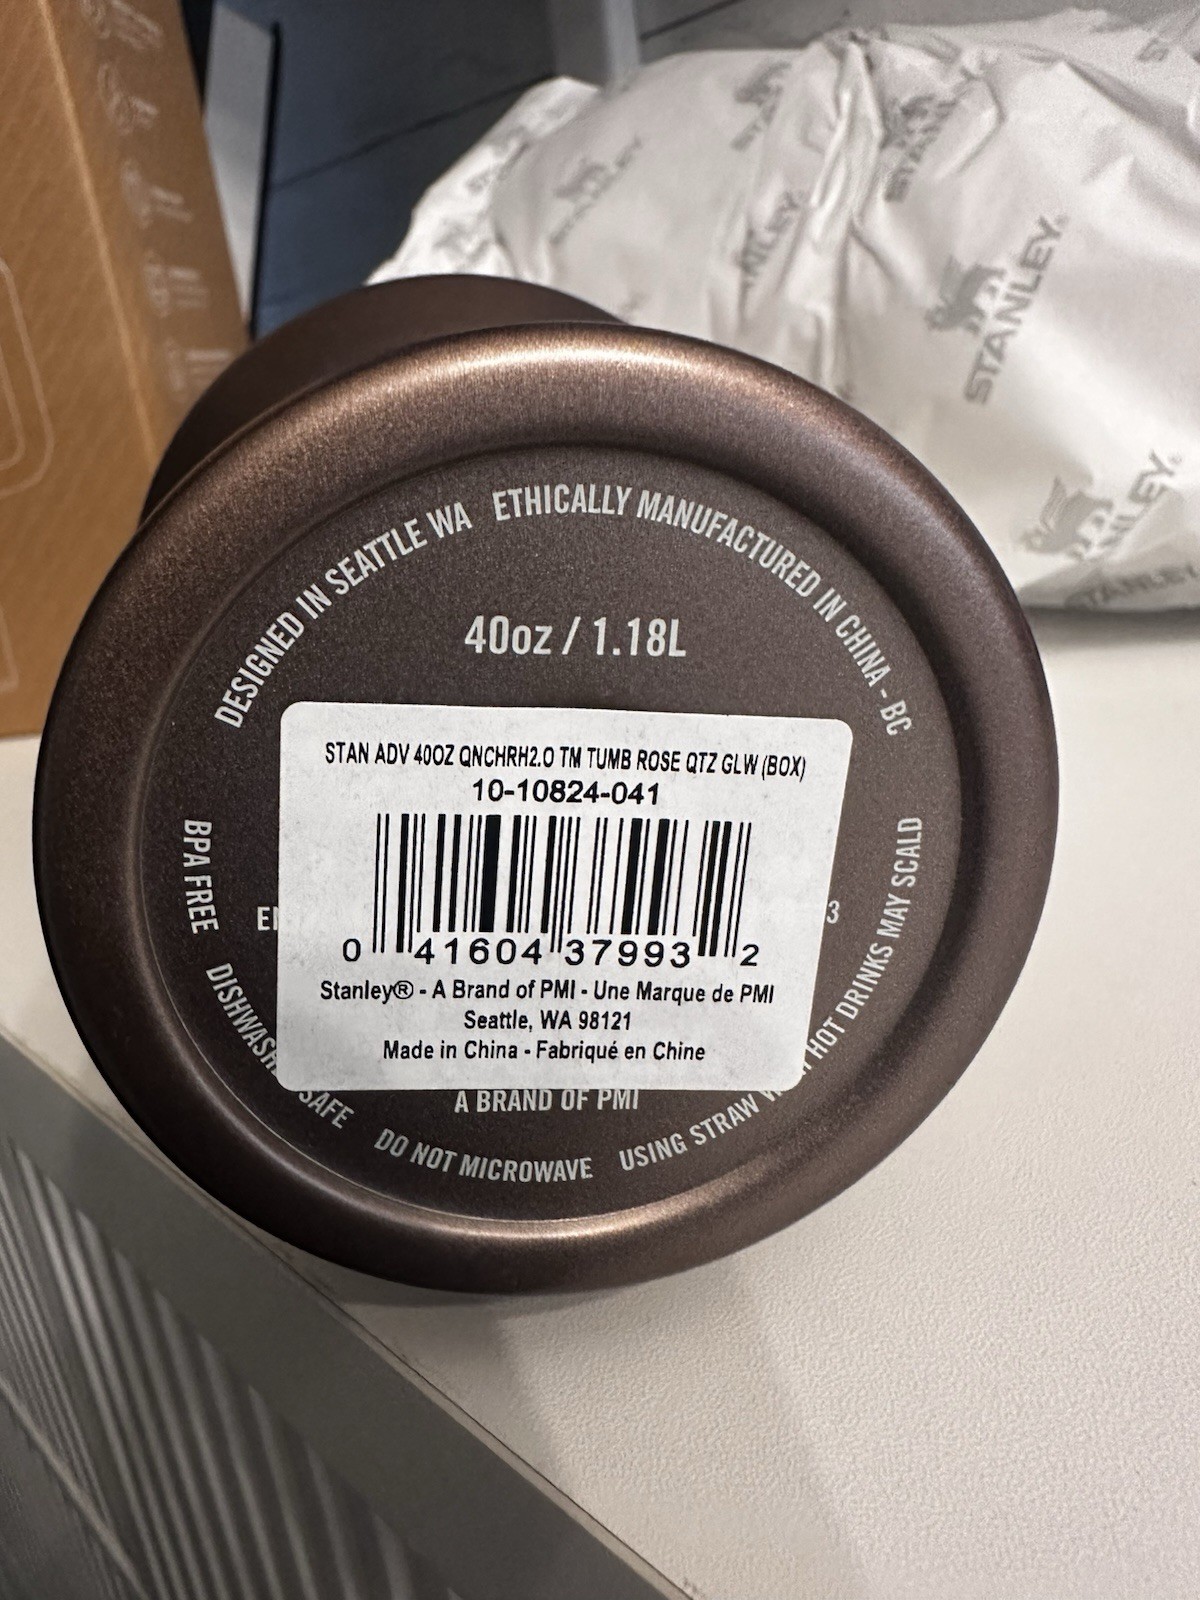 STANLEY
STANLEY
STANLEY
DESIGNED IN SEATTLE WA
ETHICALLY MANUFACTURED IN CHINA - BC
40oz / 1.18L
STAN ADV 40OZ QNCHRH2.0 TM TUMB ROSE QTZ GLW (BOX)
10-10824-041
0 41604 37993 2
Stanley® - A Brand of PMI - Une Marque de PMI
Seattle, WA 98121
Made in China - Fabriqué en Chine
3
A BRAND OF PMI
BPA FREE
SAFE
DO NOT MICROWAVE
USING STRAW HOT DRINKS MAY SCALD